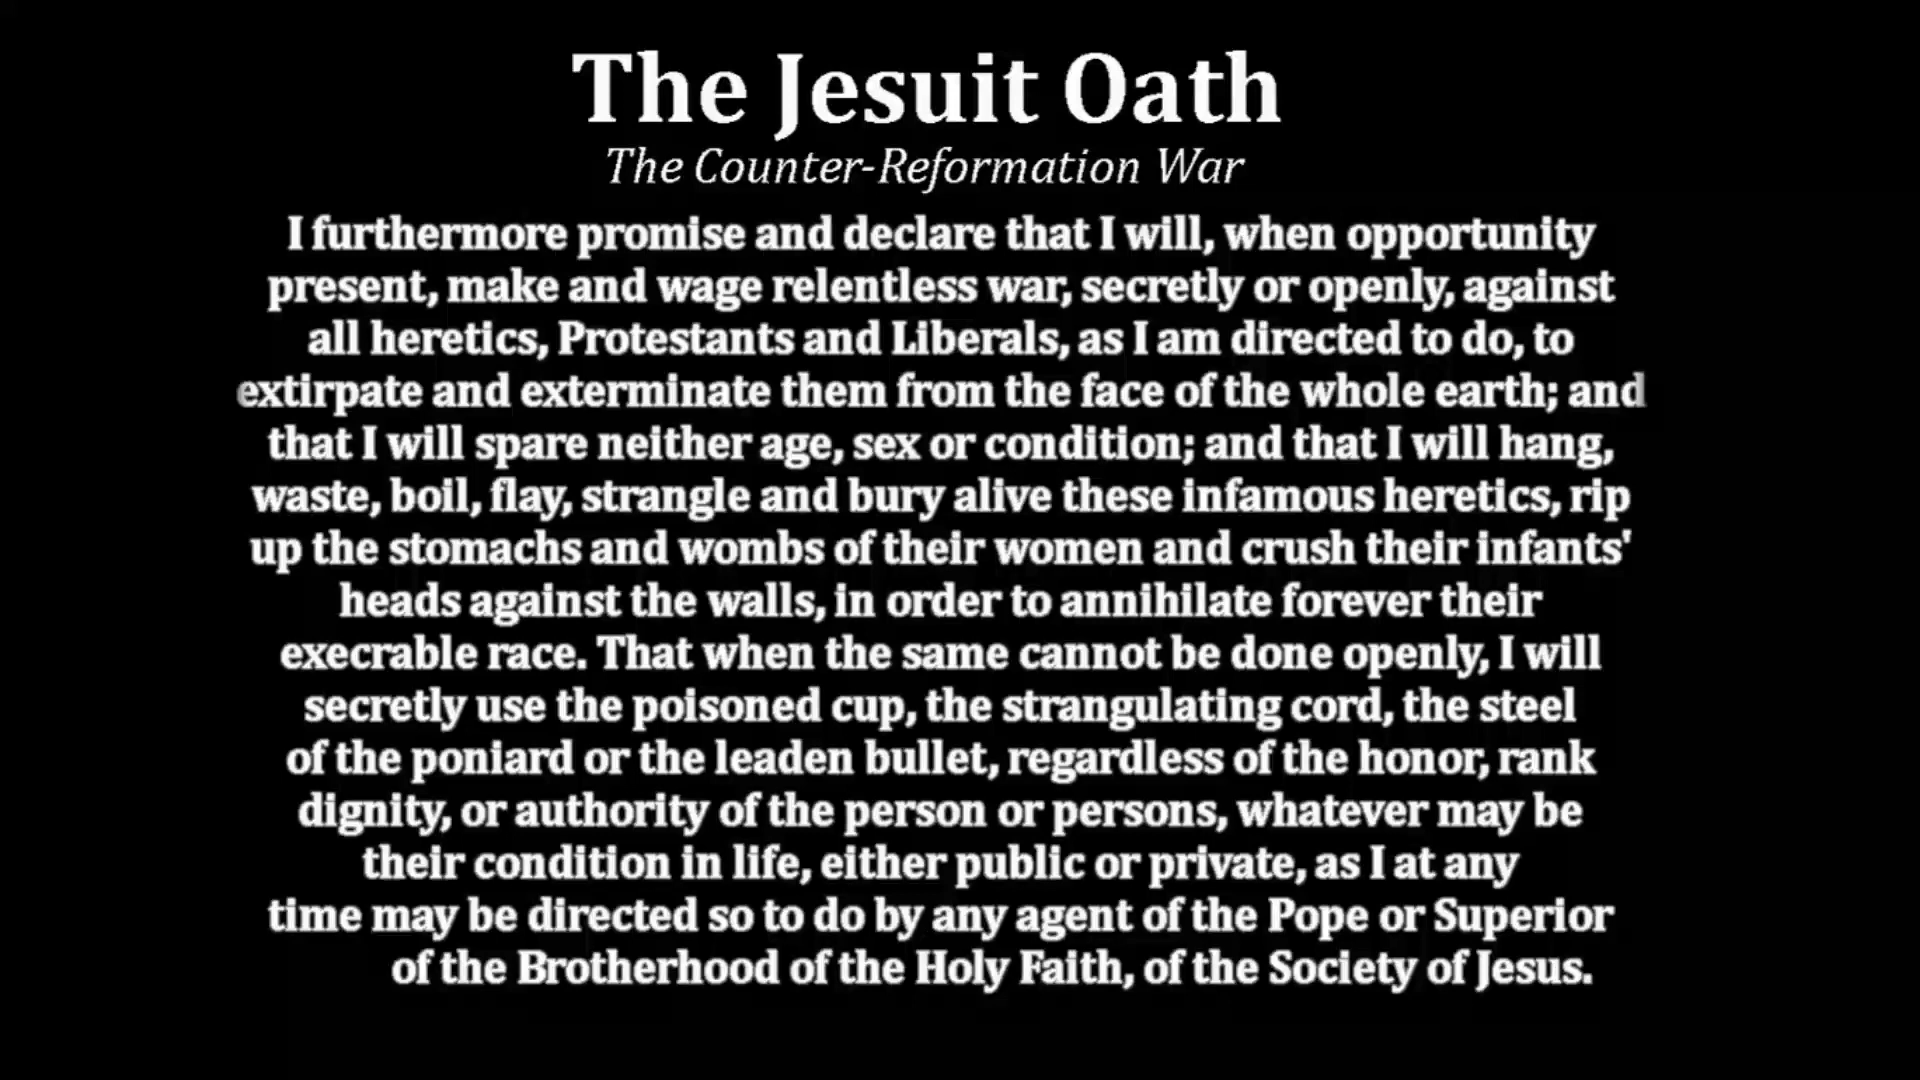 The Jesuit Oath
The Counter-Reformation War
I furthermore promise and declare that I will, when opportunity
present, make and wage relentless war, secretly or openly, against
all heretics, Protestants and Liberals, as I am directed to do, to
extirpate and exterminate them from the face of the whole earth; and
that I will spare neither age, sex or condition; and that I will hang,
waste, boil, flay, strangle and bury alive these infamous heretics, rip
up the stomachs and wombs of their women and crush their infants'
heads against the walls, in order to annihilate forever their
execrable race. That when the same cannot be done openly, I will
secretly use the poisoned cup, the strangulating cord, the steel
of the poniard or the leaden bullet, regardless of the honor, rank
dignity, or authority of the person or persons, whatever may be
their condition in life, either public or private, as I at any
time may be directed so to do by any agent of the Pope or Superior
of the Brotherhood of the Holy Faith, of the Society of Jesus.